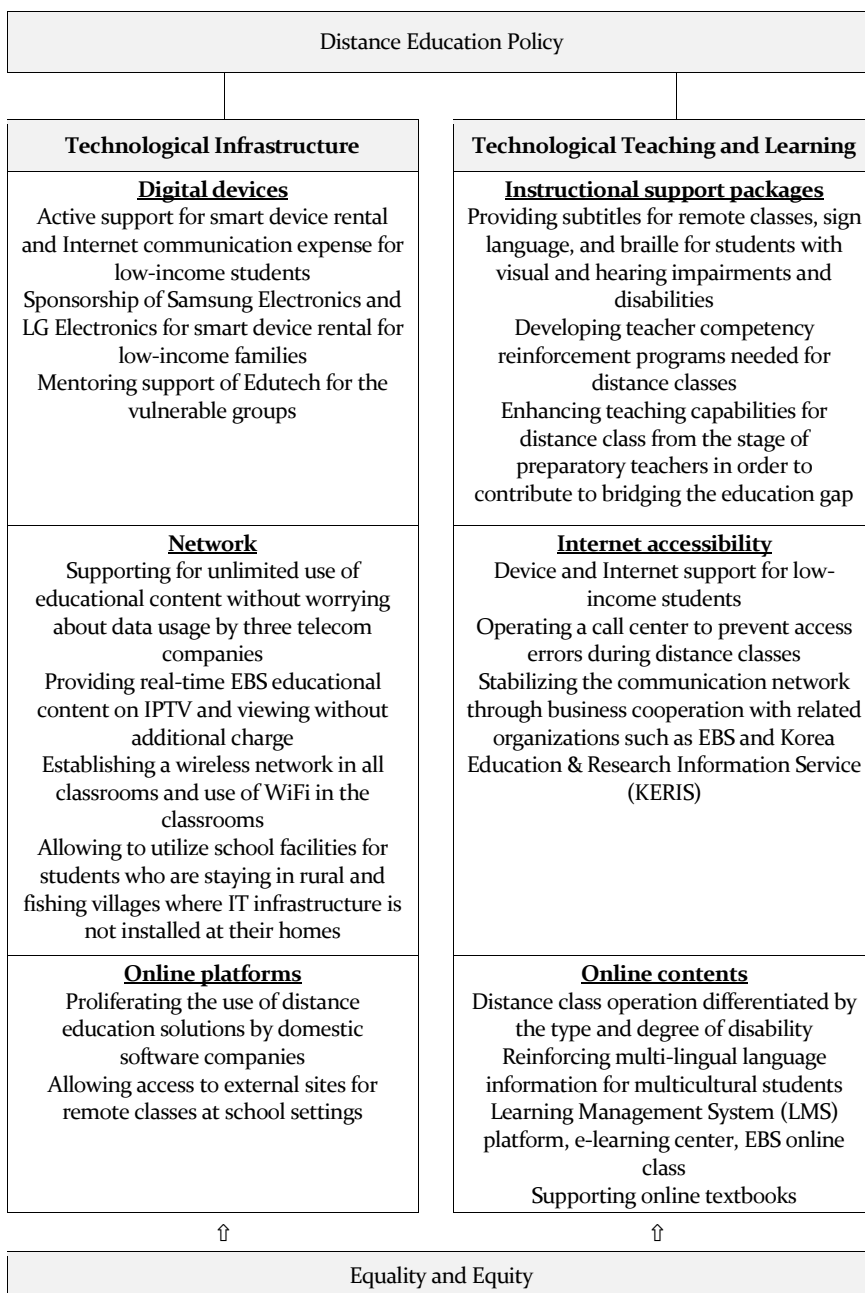 Distance Education Policy
Technological Infrastructure
Digital devices
Active support for smart device rental
and Internet communication expense for
low-income students
Sponsorship of Samsung Electronics and
LG Electronics for smart device rental for
low-income families
Mentoring support of Edutech for the
vulnerable groups
Network
Supporting for unlimited use of
educational content without worrying
about data usage by three telecom
companies
Providing real-time EBS educational
content on IPTV and viewing without
additional charge
Establishing a wireless network in all
classrooms and use of WiFi in the
classrooms
Allowing to utilize school facilities for
students who are staying in rural and
fishing villages where IT infrastructure is
not installed at their homes
Online platforms
Proliferating the use of distance
education solutions by domestic
software companies
Allowing access to external sites for
remote classes at school settings
⇧
Technological Teaching and Learning
Instructional support packages
Providing subtitles for remote classes, sign
language, and braille for students with
visual and hearing impairments and
disabilities
Developing teacher competency
reinforcement programs needed for
distance classes
Enhancing teaching capabilities for
distance class from the stage of
preparatory teachers in order to
contribute to bridging the education gap
Internet accessibility
Device and Internet support for low-
income students
Operating a call center to prevent access
errors during distance classes
Stabilizing the communication network
through business cooperation with related
organizations such as EBS and Korea
Education & Research Information Service
(KERIS)
Online contents
Distance class operation differentiated by
the type and degree of disability
Reinforcing multi-lingual language
information for multicultural students
Learning Management System (LMS)
platform, e-learning center, EBS online
class
Supporting online textbooks
⇧
Equality and Equity